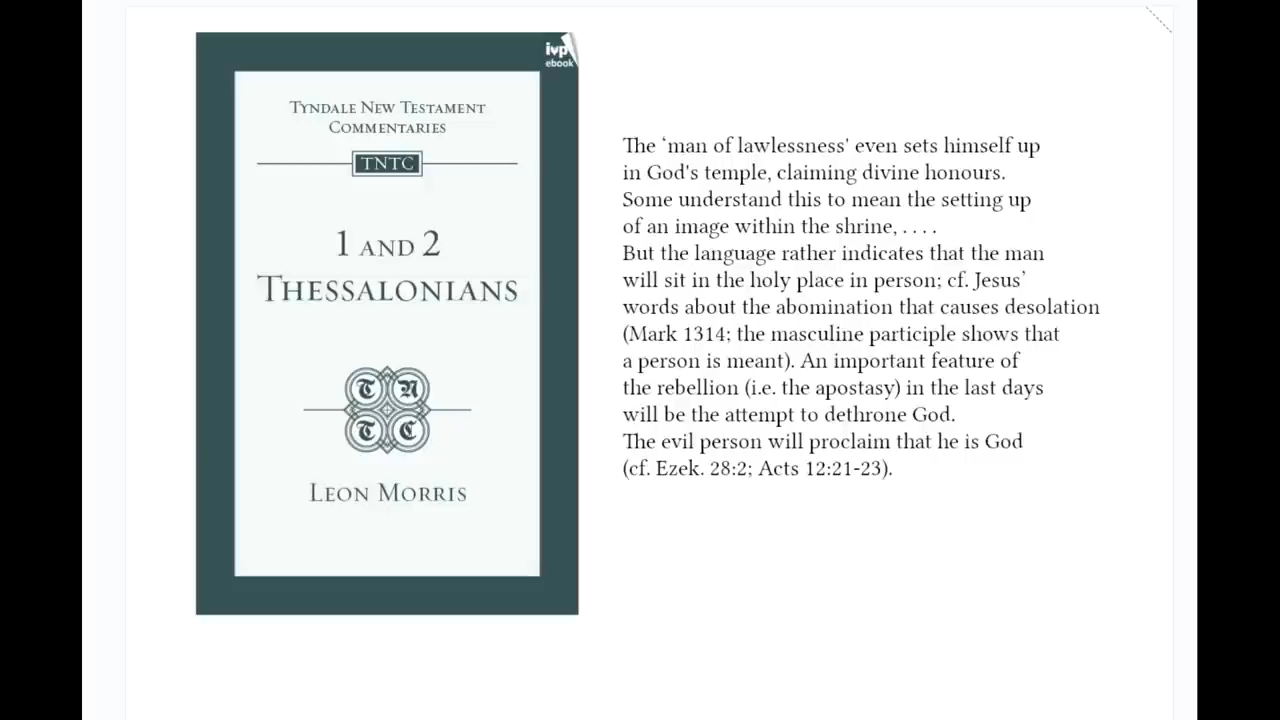 ivp
ebook
TYNDALE NEW TESTAMENT
COMMENTARIES
TNTC
1 AND 2
THESSALONIANS
T N
T C
LEON MORRIS
The ‘man of lawlessness' even sets himself up
in God's temple, claiming divine honours.
Some understand this to mean the setting up
of an image within the shrine, . . . .
But the language rather indicates that the man
will sit in the holy place in person; cf. Jesus’
words about the abomination that causes desolation
(Mark 1314; the masculine participle shows that
a person is meant). An important feature of
the rebellion (i.e. the apostasy) in the last days
will be the attempt to dethrone God.
The evil person will proclaim that he is God
(cf. Ezek. 28:2; Acts 12:21-23).